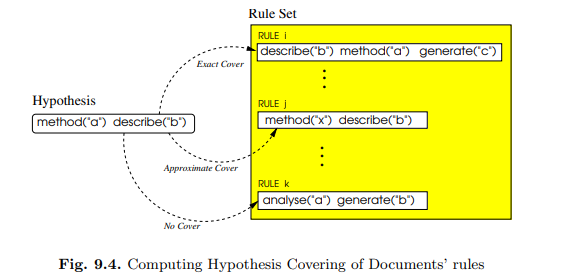 Rule Set
RULE i
describe("b") method("a") generate("c")
Exact Cover
Hypothesis
method("a") describe("b")
RULE j
method("x") describe("b")
Approximate Cover
RULE k
analyse("a") generate("b")
No Cover
Fig. 9.4. Computing Hypothesis Covering of Documents' rules